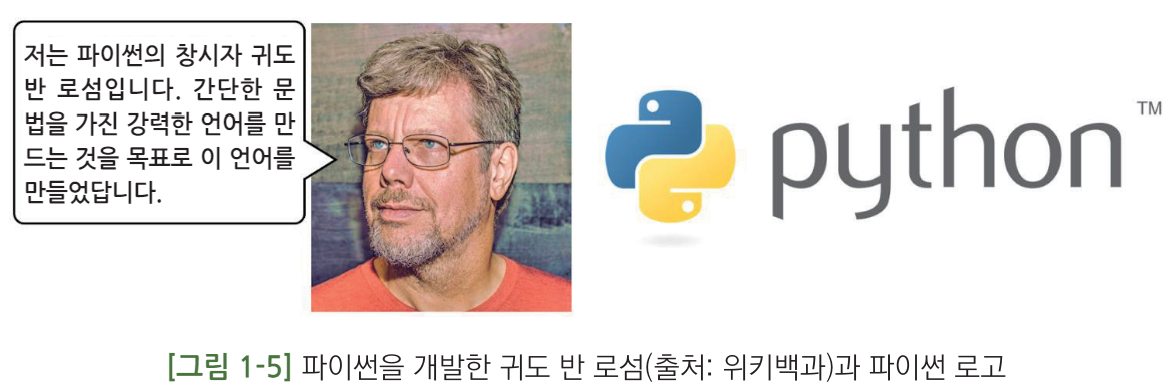 저는 파이썬의 창시자 귀도
반 로섬입니다. 간단한 문
법을 가진 강력한 언어를 만
드는 것을 목표로 이 언어를
만들었답니다.
python™
[그림 1-5] 파이썬을 개발한 귀도 반 로섬(출처: 위키백과)과 파이썬 로고